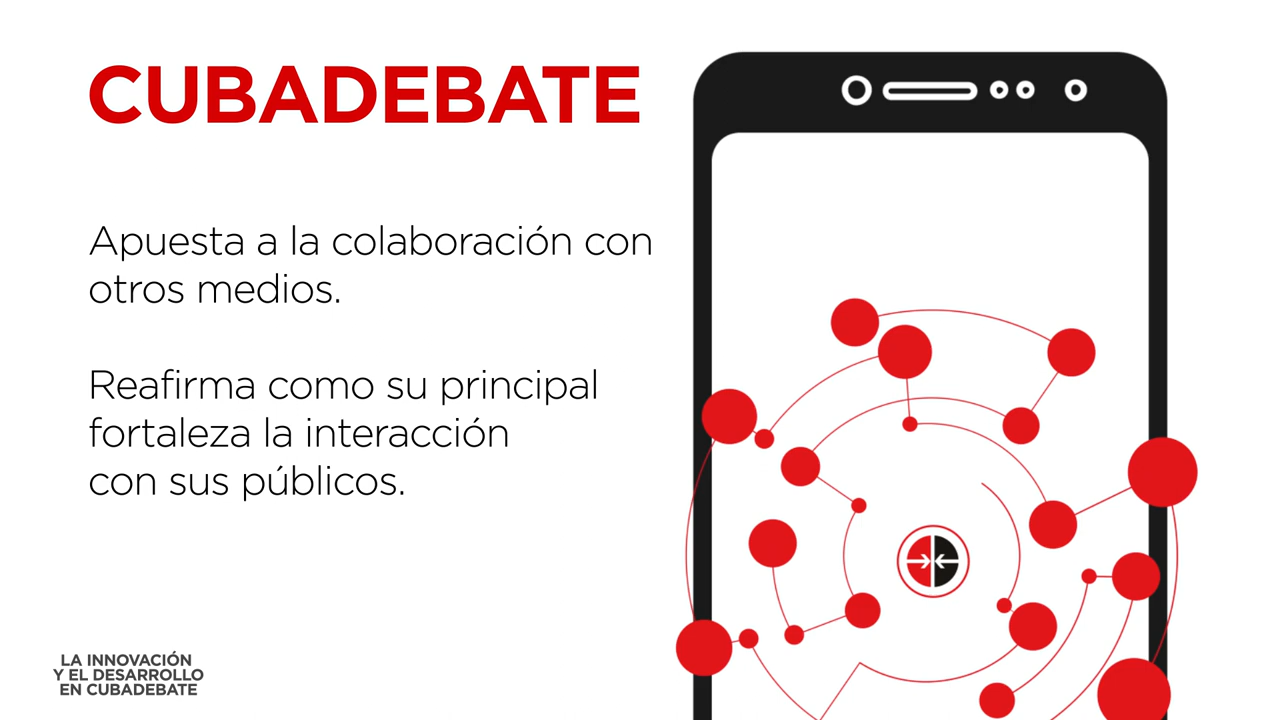 CUBADEBATE
Apuesta a la colaboración con
otros medios.
Reafirma como su principal
fortaleza la interacción
con sus públicos.
LA INNOVACIÓN
Y EL DESARROLLO
EN CUBADEBATE